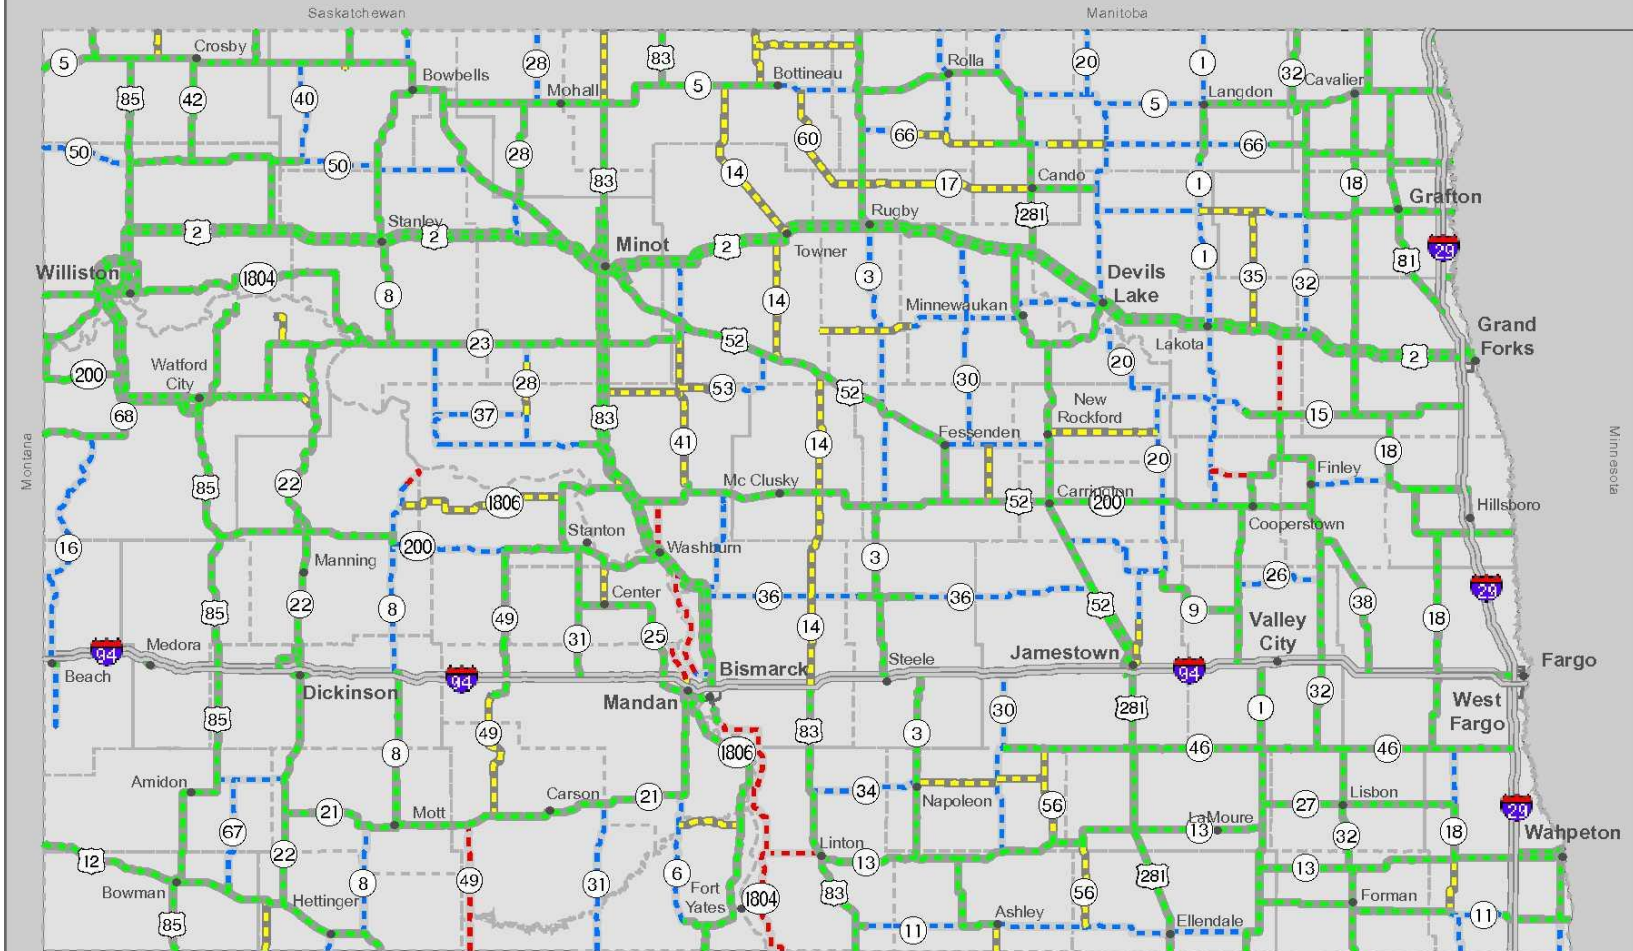 Saskatchewan
Manitoba
5
Crosby
85
42
40
Bowbells
28
Mohall
83
5
Bottineau
Rolla
20
1
32
Cavalier
Langdon
5
50
50
28
83
60
66
66
14
17
Cando
1
18
Grafton
2
Stanley
2
Minot
2
Towner
Rugby
281
1
35
32
81
29
Williston
1804
8
14
3
Minnewaukan
Devils
Lake
Lakota
Grand
Forks
200
Watford
City
23
52
20
2
68
28
37
83
53
52
30
New
Rockford
15
Montana
Minnesota
41
14
Fessenden
20
18
Finley
85
22
1806
Mc Clusky
52
Carrington
200
Cooperstown
Hillsboro
16
200
Stanton
Washburn
Manning
3
26
29
85
22
8
49
31
Center
25
36
14
36
52
9
38
18
Valley
City
94
Medora
Beach
94
Dickinson
Bismarck
Mandan
Steele
Jamestown
94
Fargo
West
Fargo
85
8
49
1806
83
3
30
281
1
32
46
46
Amidon
21
Mott
Carson
21
34
Napoleon
56
27
Lisbon
29
67
LaMoure
13
32
18
Wahpeton
12
22
Linton
13
13
Bowman
8
49
31
6
Fort
Yates
1804
83
56
281
Forman
85
Hettinger
11
Ashley
Ellendale
11